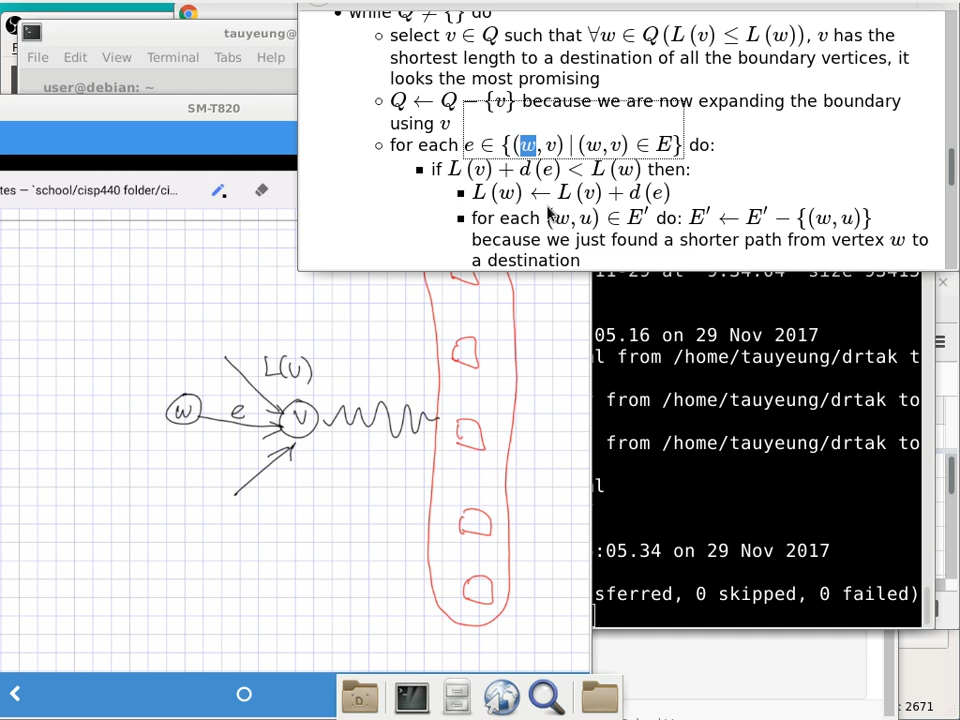 while Q ≠ {} do
select v ∈ Q such that ∀w ∈ Q (L (v) ≤ L (w)), v has the
shortest length to a destination of all the boundary vertices, it
looks the most promising
Q ← Q − {v} because we are now expanding the boundary
using v
for each e ∈ {(w, v) | (w, v) ∈ E} do:
if L (v) + d (e) < L (w) then:
L (w) ← L (v) + d (e)
for each (w, u) ∈ E′ do: E′ ← E′ − {(w, u)}
because we just found a shorter path from vertex w to
a destination
tauyeung@
File Edit View Terminal Tabs Help
user@debian: ~
SM-T820
tes — `school/cisp440 folder/ci...
L(v)
w e v
05.16 on 29 Nov 2017
l from /home/tauyeung/drtak t
from /home/tauyeung/drtak to
from /home/tauyeung/drtak to
l
:05.34 on 29 Nov 2017
sferred, 0 skipped, 0 failed)
: 2671